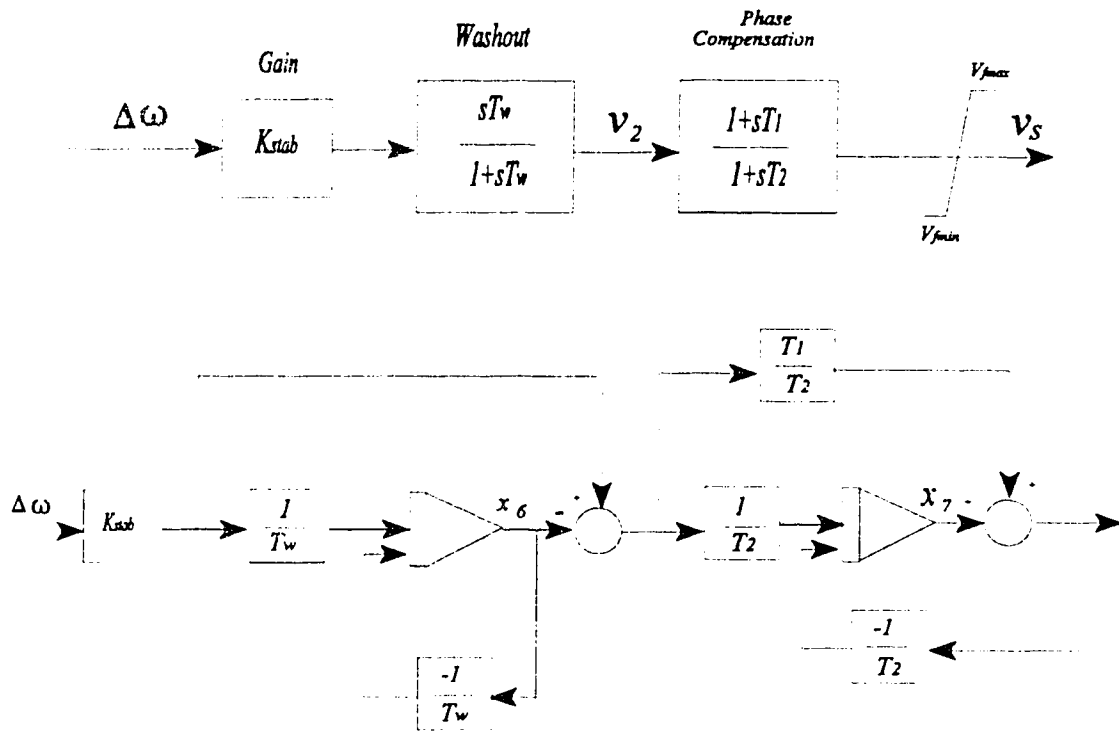 Phase
Compensation
Washout
Gain
Vfmax
Δω
Kstab
sTw
1+sTw
v2
1+sT1
1+sT2
vs
Vfmin
T1
T2
Δω
Kstab
1
Tw
x6
-
+
1
T2
x7
-
+
-1
Tw
-1
T2